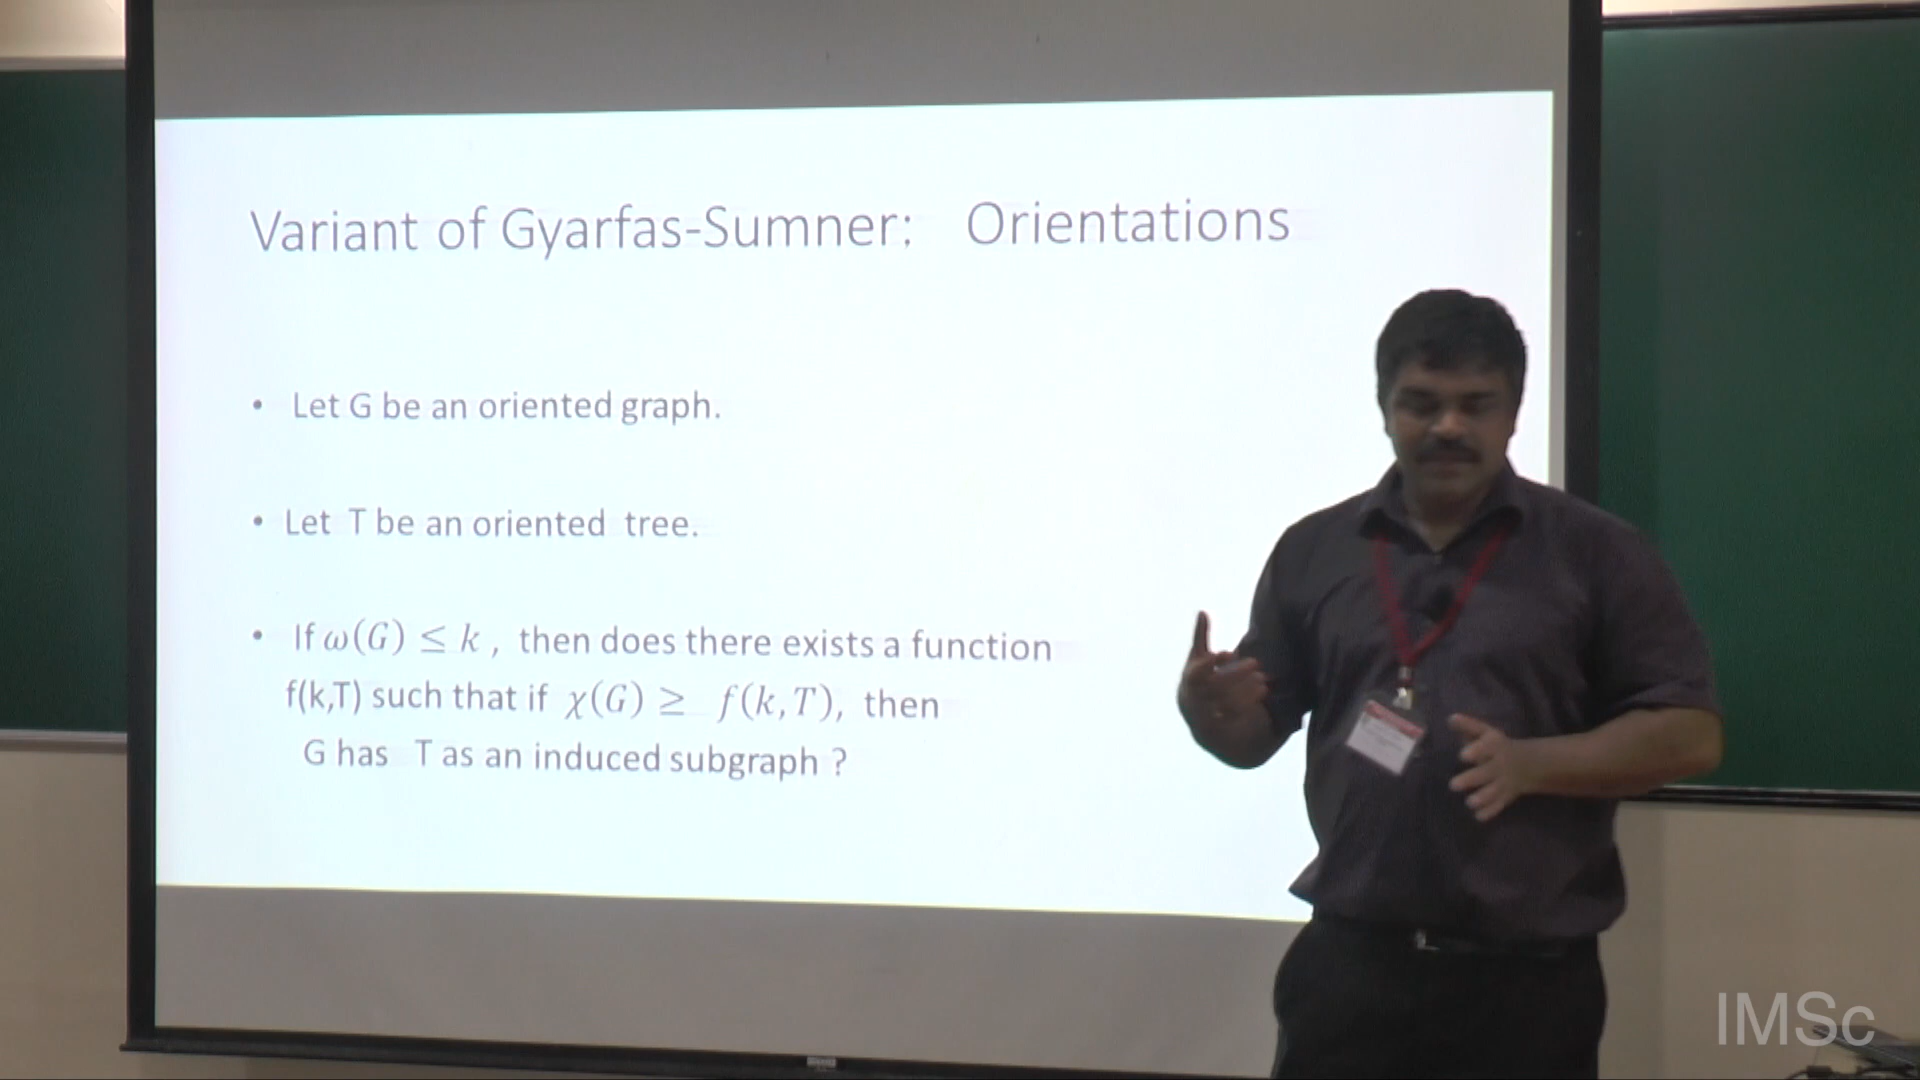 Variant of Gyarfas-Sumner: Orientations
• Let G be an oriented graph.
• Let T be an oriented tree.
• If ω(G) ≤ k , then does there exists a function
f(k,T) such that if χ(G) ≥ f(k,T), then
G has T as an induced subgraph ?
IMSc